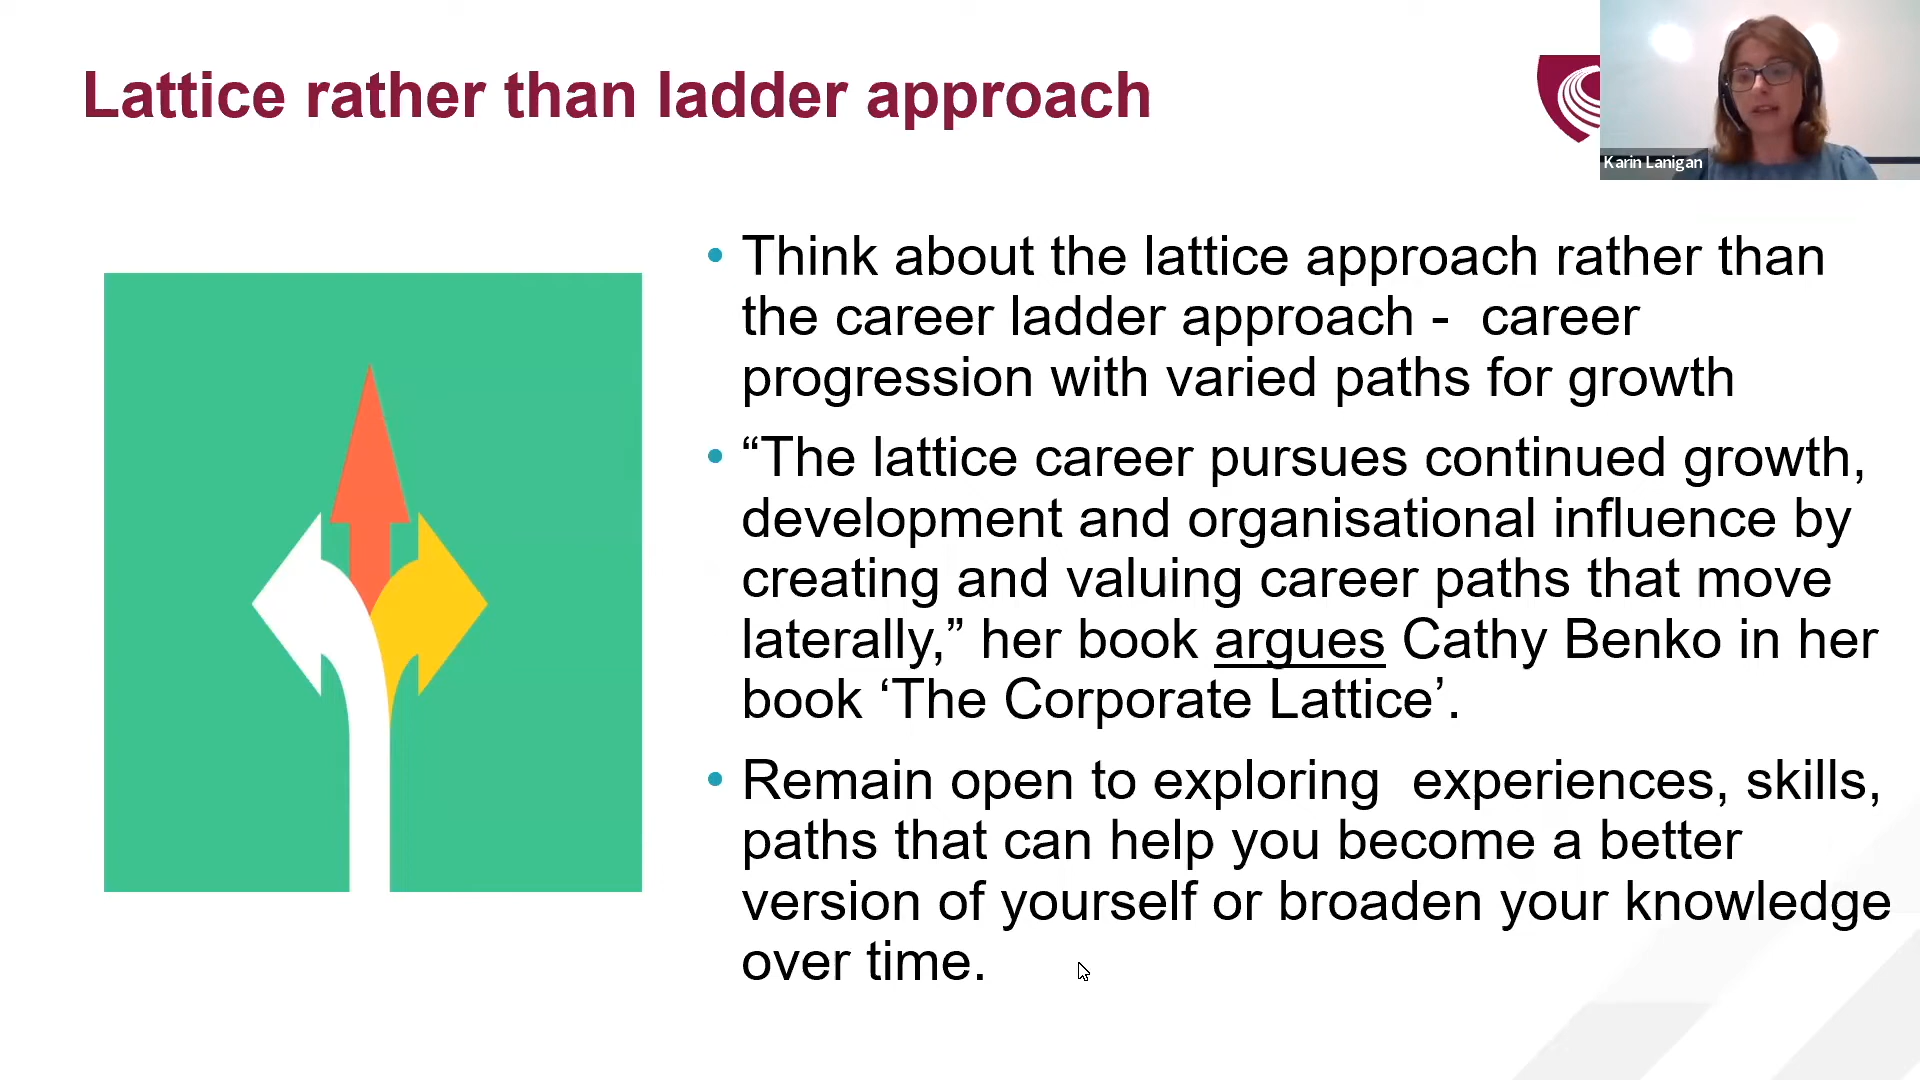 Lattice rather than ladder approach
Karin Lanigan
• Think about the lattice approach rather than
the career ladder approach -  career
progression with varied paths for growth
• “The lattice career pursues continued growth,
development and organisational influence by
creating and valuing career paths that move
laterally,” her book argues Cathy Benko in her
book ‘The Corporate Lattice’.
• Remain open to exploring  experiences, skills,
paths that can help you become a better
version of yourself or broaden your knowledge
over time.